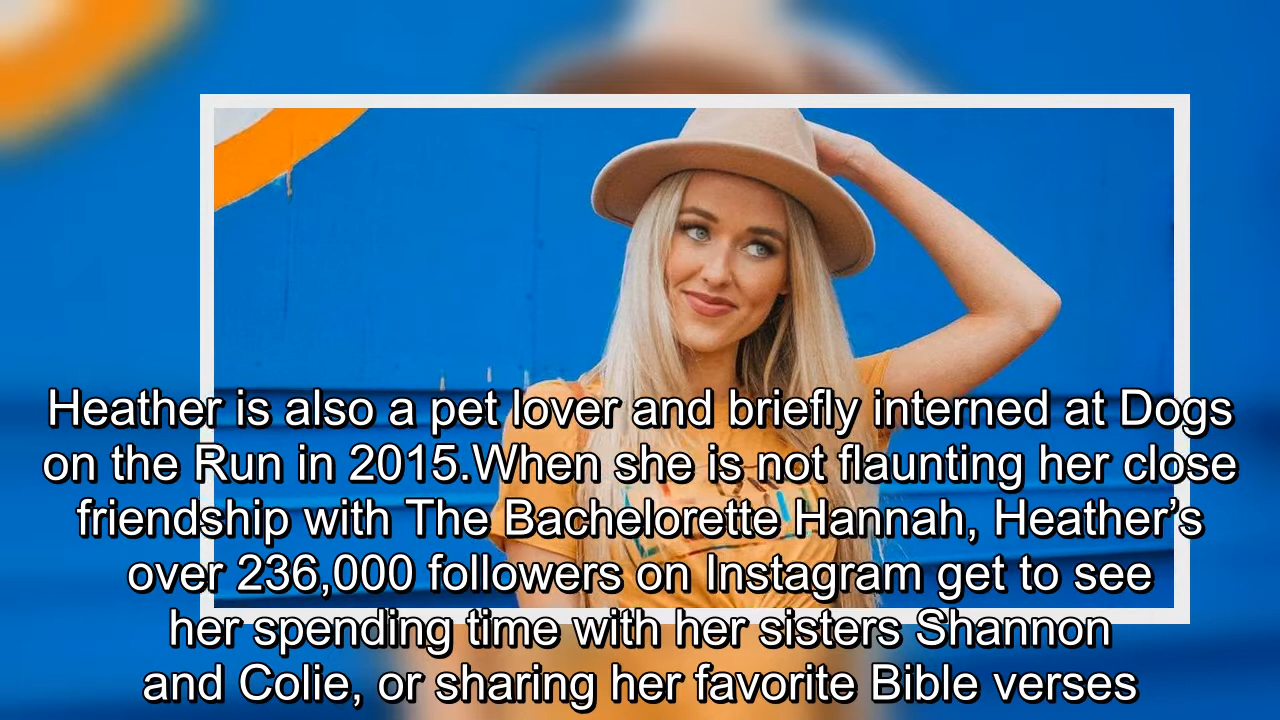 Heather is also a pet lover and briefly interned at Dogs
on the Run in 2015.When she is not flaunting her close
friendship with The Bachelorette Hannah, Heather’s
over 236,000 followers on Instagram get to see
her spending time with her sisters Shannon
and Colie, or sharing her favorite Bible verses